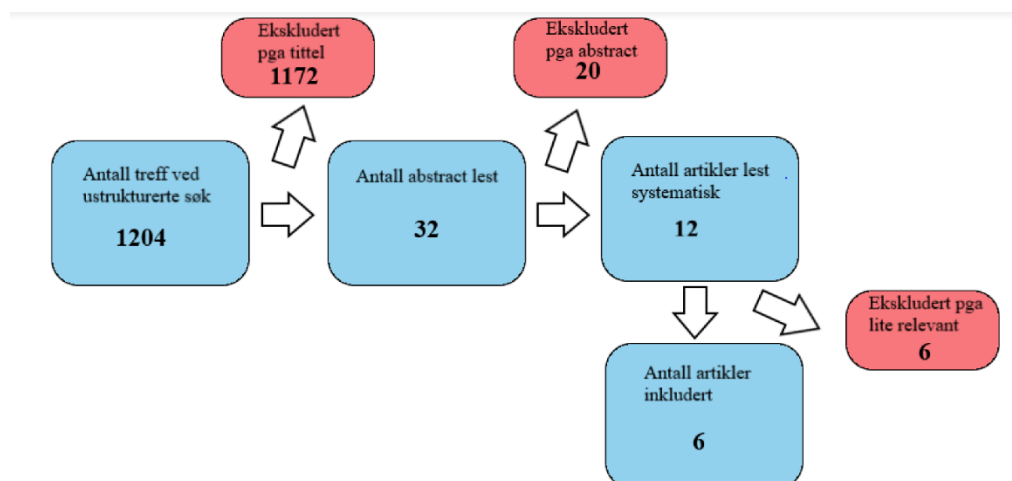 Ekskludert
pga tittel
1172
Ekskludert
pga abstract
20
Antall treff ved
ustrukturerte søk
1204
Antall abstract lest
32
Antall artikler lest
systematisk
12
Ekskludert pga
lite relevant
6
Antall artikler
inkludert
6